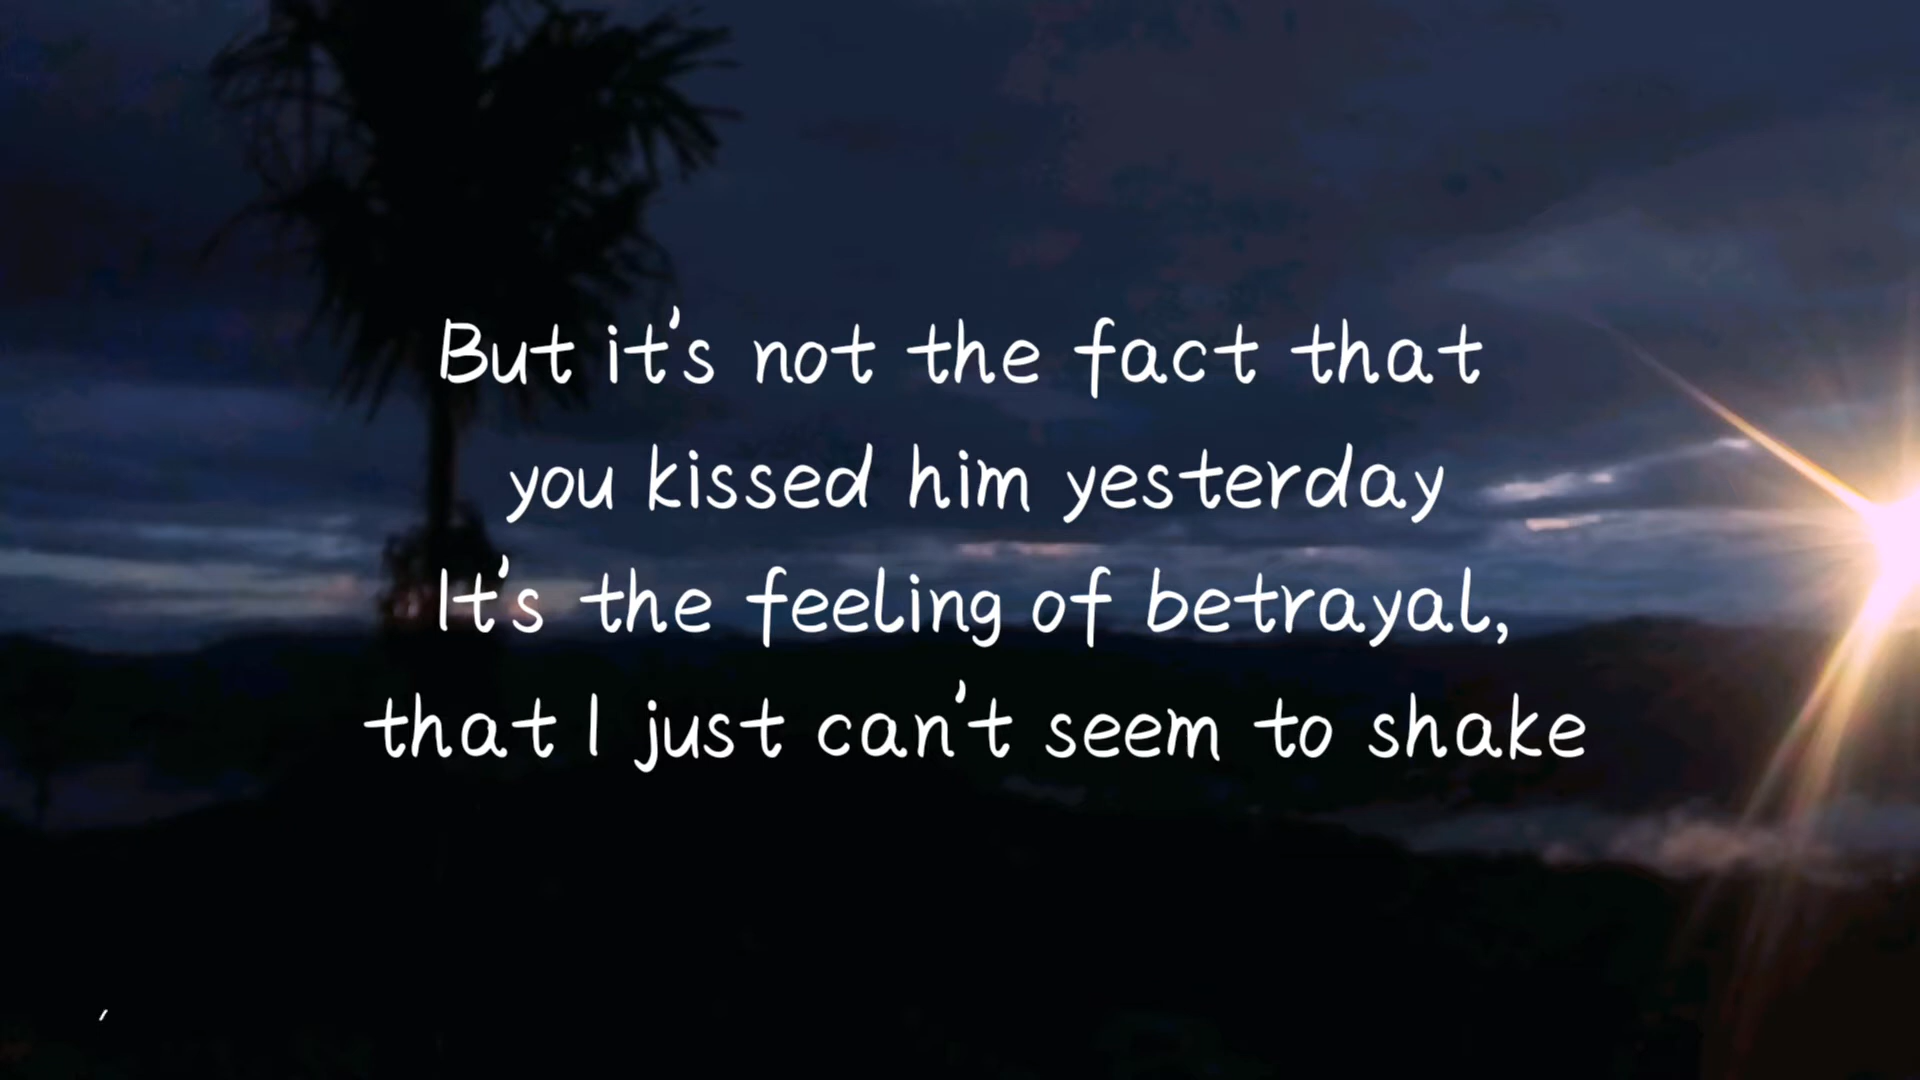 But it's not the fact that
you kissed him yesterday
It's the feeling of betrayal,
that I just can't seem to shake